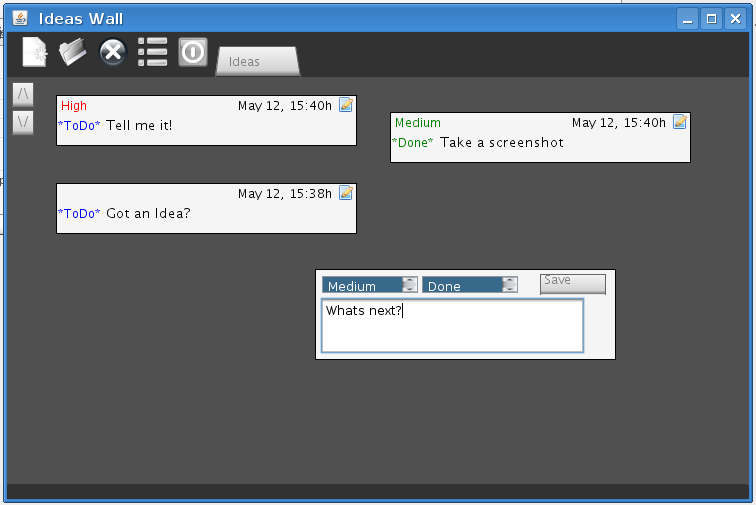 Ideas Wall
Ideas
/\
\/
High May 12, 15:40h
*ToDo* Tell me it!
Medium May 12, 15:40h
*Done* Take a screenshot
May 12, 15:38h
*ToDo* Got an Idea?
Medium Done Save
Whats next?